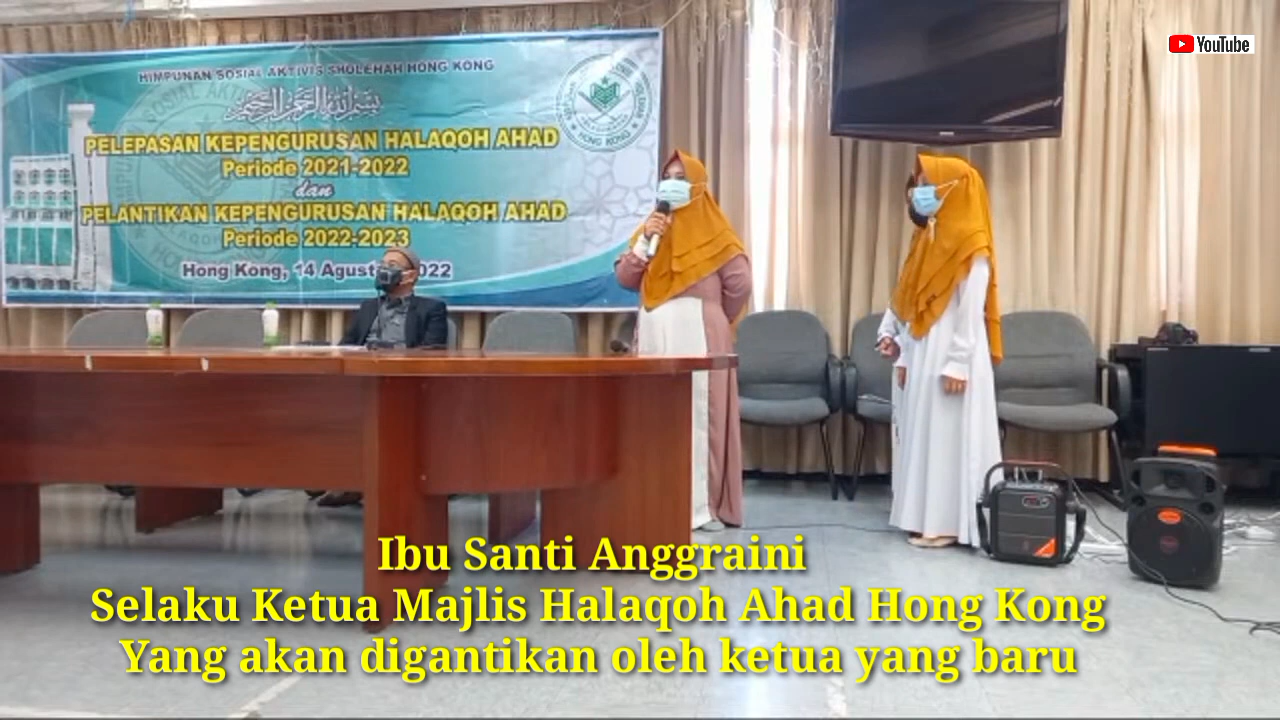 YouTube
HIMPUNAN SOSIAL AKTIVIS SHOLEHAH HONG KONG
بسم الله الرحمن الرحيم
PELEPASAN KEPENGURUSAN HALAQOH AHAD
Periode 2021-2022
dan
PELANTIKAN KEPENGURUSAN HALAQOH AHAD
Periode 2022-2023
Hong Kong, 14 Agustus 2022
HONG KONG
Ibu Santi Anggraini
Selaku Ketua Majlis Halaqoh Ahad Hong Kong
Yang akan digantikan oleh ketua yang baru